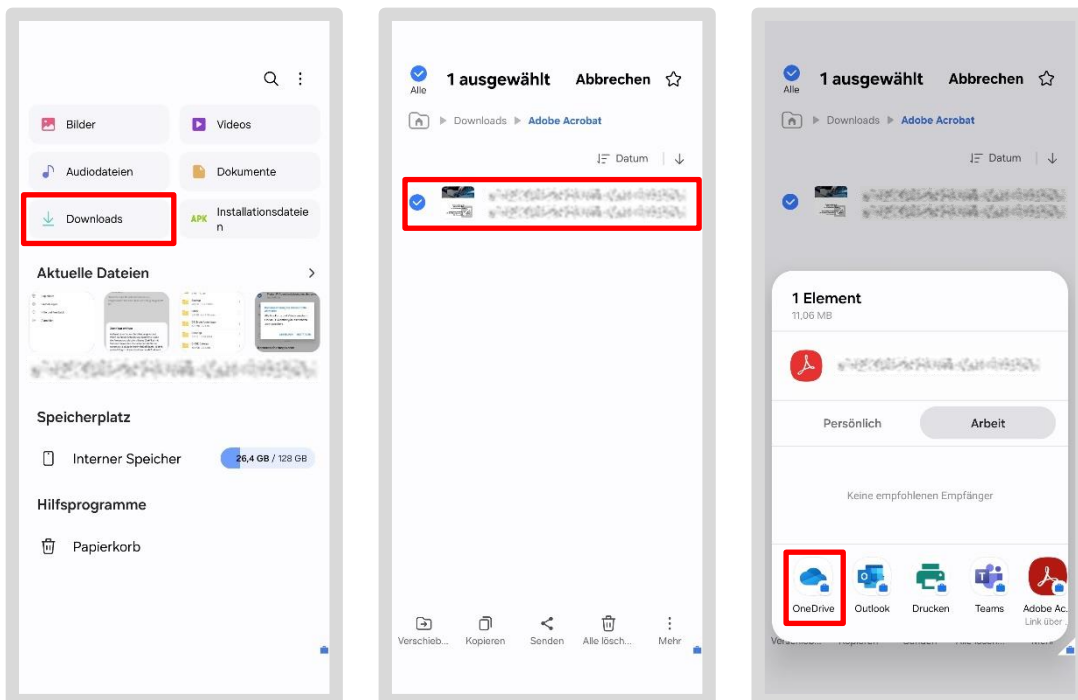 Bilder
Videos
Audiodateien
Dokumente
Downloads
APK
Installationsdateie
n
Aktuelle Dateien
Speicherplatz
Interner Speicher
26,4 GB / 128 GB
Hilfsprogramme
Papierkorb
Alle
1 ausgewählt
Abbrechen
Downloads
Adobe Acrobat
Datum
Verschieb...
Kopieren
Senden
Alle lösch...
Mehr
Alle
1 ausgewählt
Abbrechen
Downloads
Adobe Acrobat
Datum
1 Element
11,06 MB
Persönlich
Arbeit
Keine empfohlenen Empfänger
OneDrive
Outlook
Drucken
Teams
Adobe Ac.
Link über